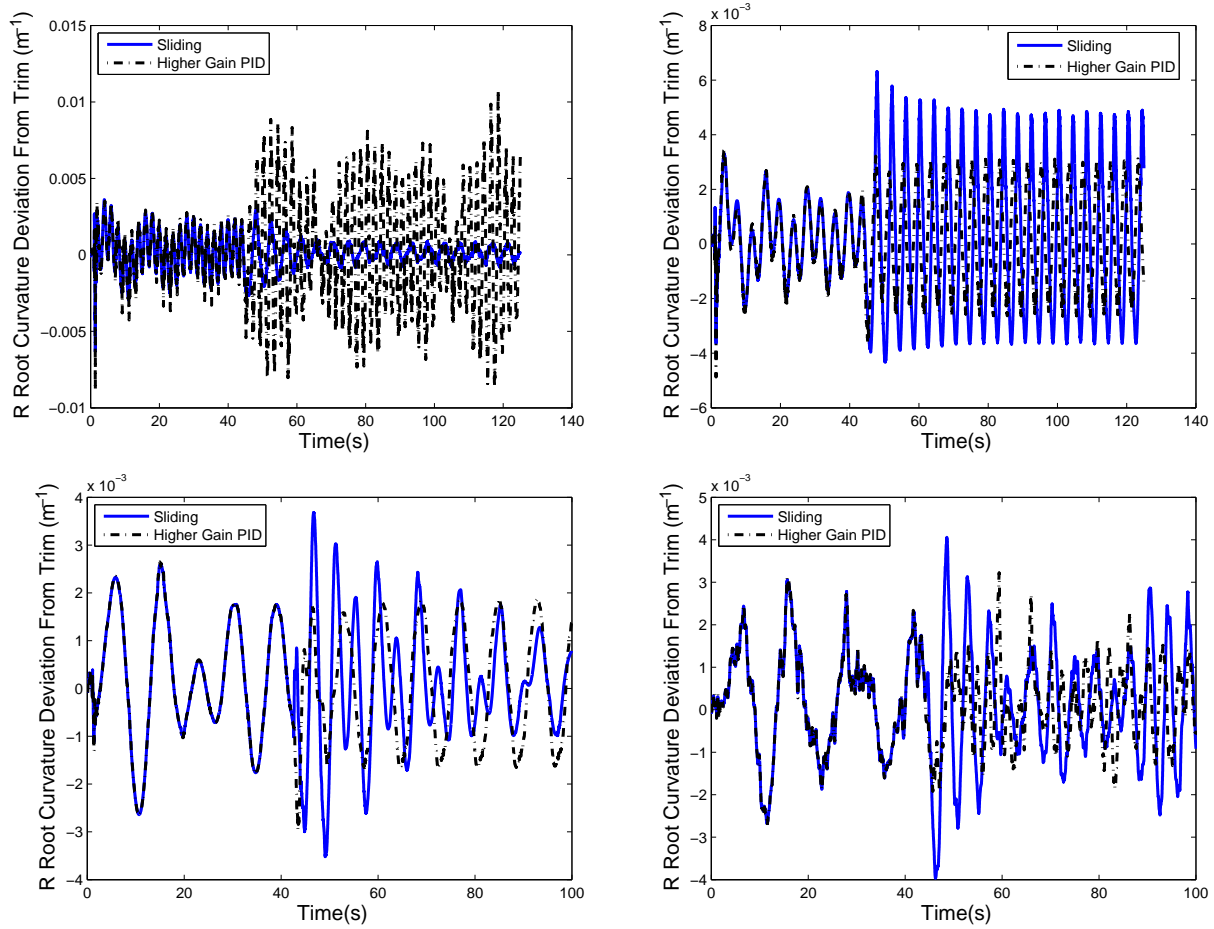 R Root Curvature Deviation From Trim (m⁻¹)
0.015
0.01
0.005
0
−0.005
−0.01
Sliding
Higher Gain PID
0 20 40 60 80 100 120 140
Time(s)
x 10⁻³
R Root Curvature Deviation From Trim (m⁻¹)
8
6
4
2
0
−2
−4
−6
Sliding
Higher Gain PID
0 20 40 60 80 100 120 140
Time(s)
x 10⁻³
R Root Curvature Deviation From Trim (m⁻¹)
4
3
2
1
0
−1
−2
−3
−4
Sliding
Higher Gain PID
0 20 40 60 80 100
Time(s)
x 10⁻³
R Root Curvature Deviation From Trim (m⁻¹)
5
4
3
2
1
0
−1
−2
−3
−4
Sliding
Higher Gain PID
0 20 40 60 80 100
Time(s)